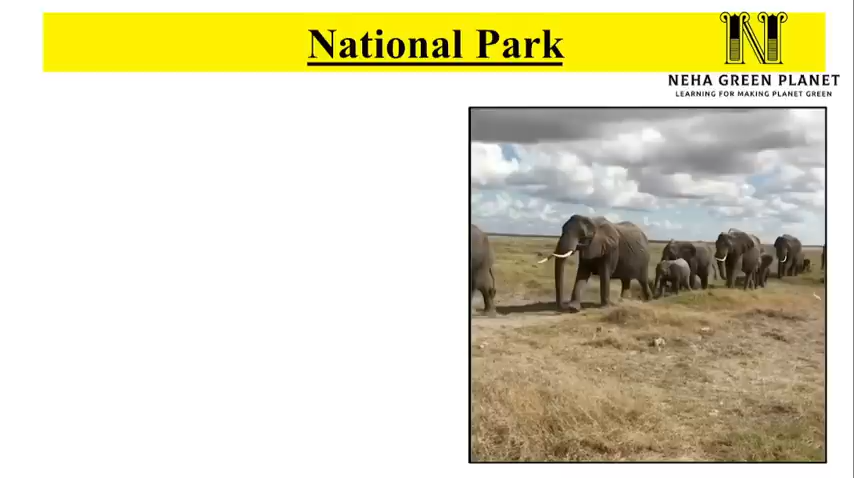 National Park
N
NEHA GREEN PLANET
LEARNING FOR MAKING PLANET GREEN